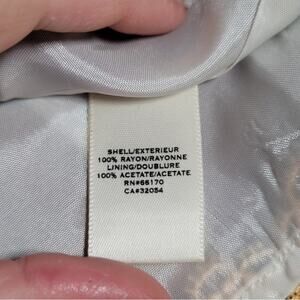 SHELL/EXTERIEUR
100% RAYON/RAYONNE
LINING/DOUBLURE
100% ACETATE/ACETATE
RN#66170
CA#32054